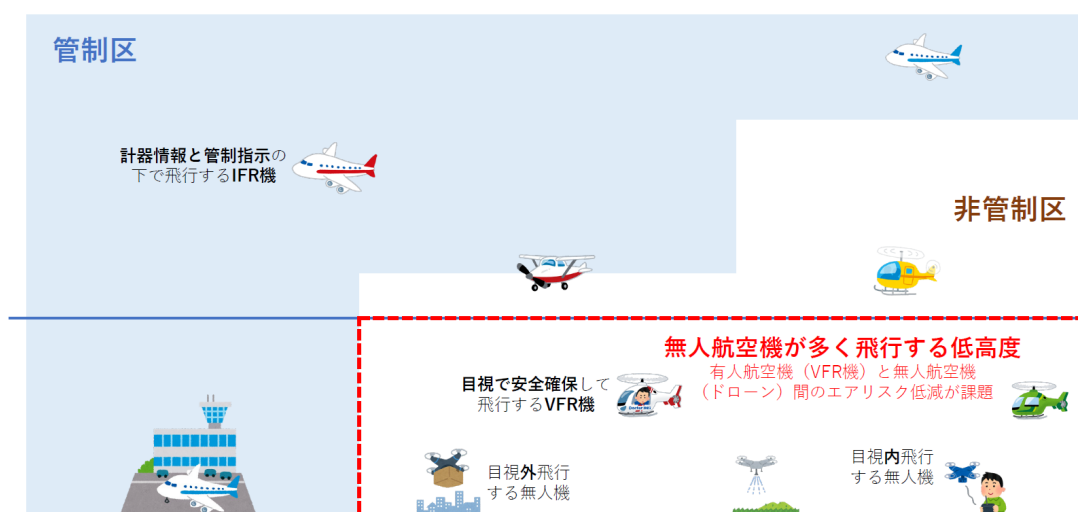 管制区
計器情報と管制指示の
下で飛行するIFR機
非管制区
無人航空機が多く飛行する低高度
有人航空機（VFR機）と無人航空機
（ドローン）間のエアリスク低減が課題
目視で安全確保して
飛行するVFR機
目視外飛行
する無人機
目視内飛行
する無人機